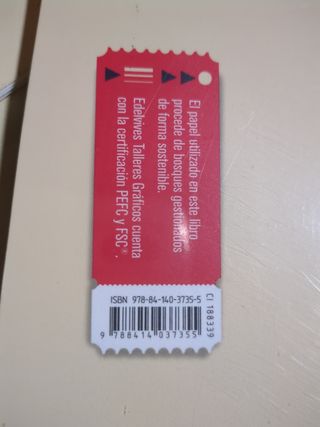 El papel utilizado en este libro
procede de bosques gestionados
de forma sostenible.
Edelvives Talleres Gráficos cuenta
con la certificación PEFC y FSC®.
ISBN 978-84-140-3735-5
9 788414 037355
CI 188339